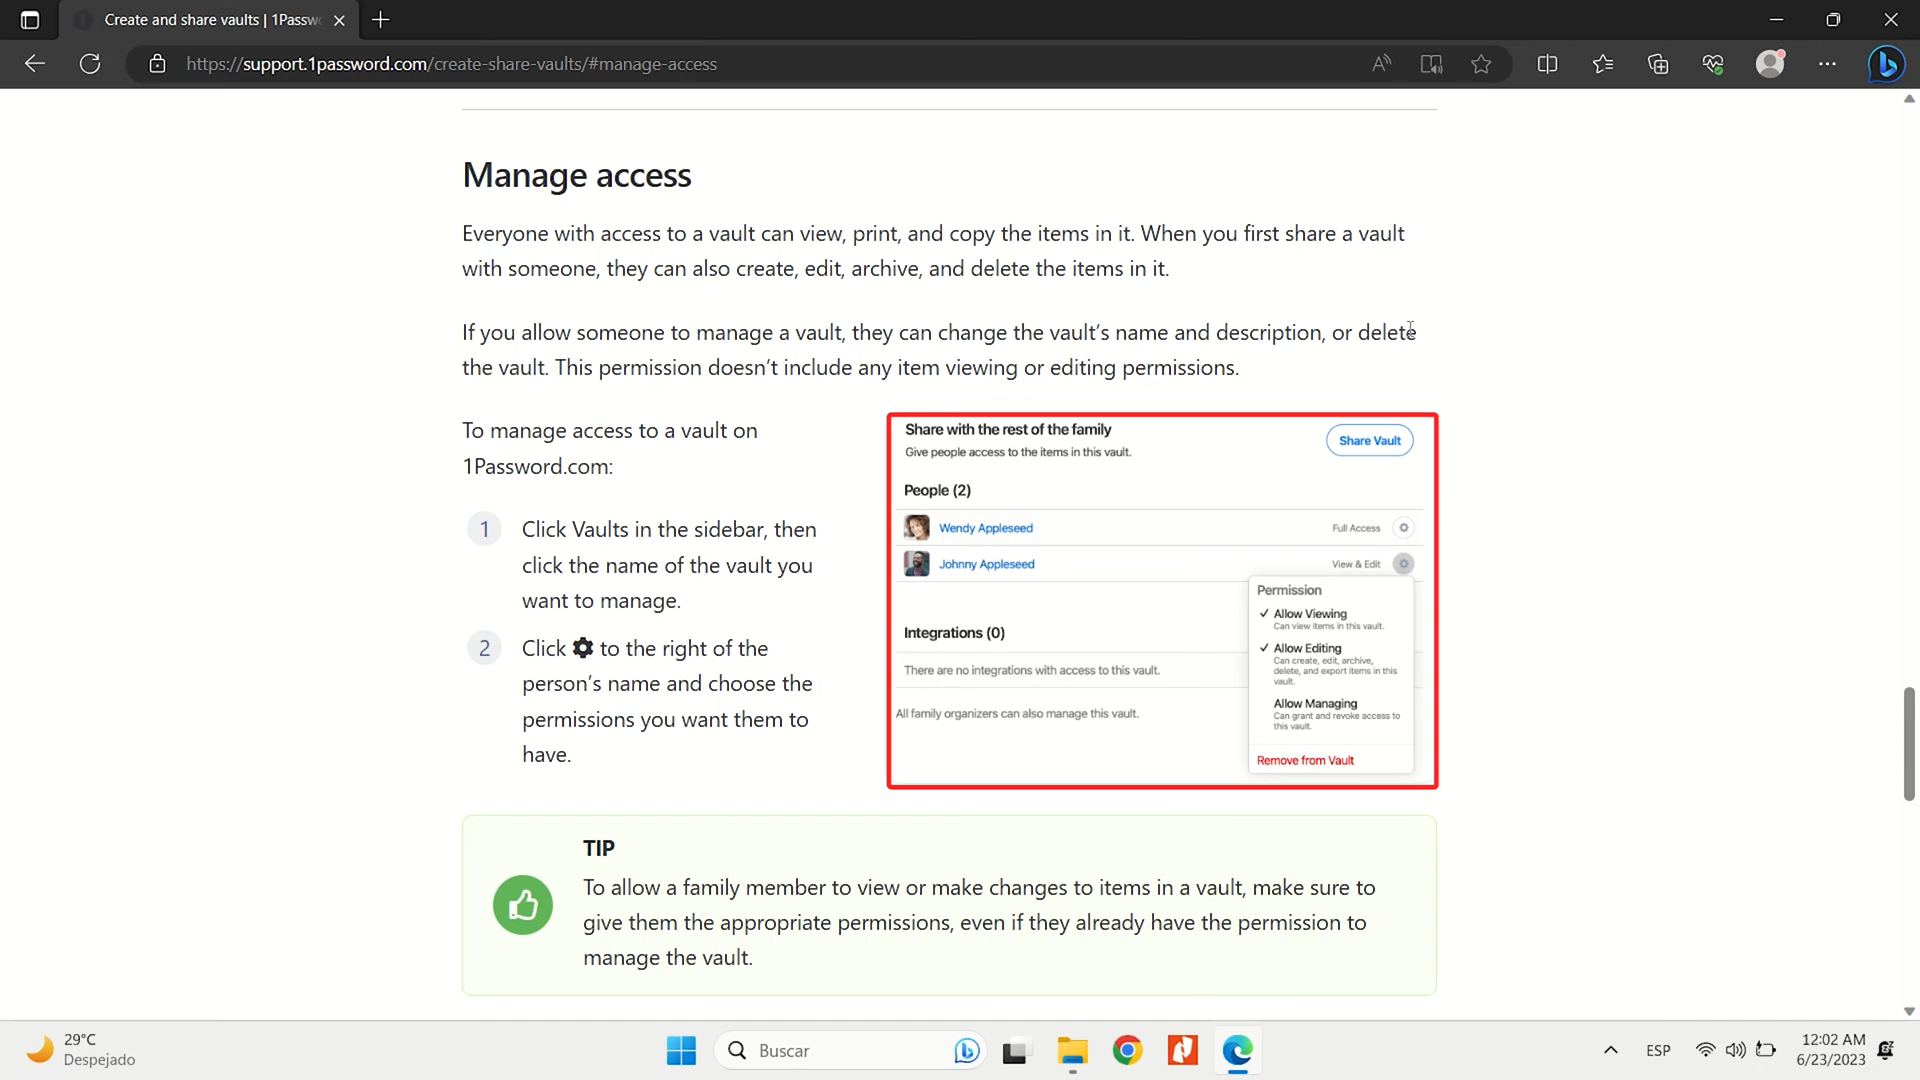 Create and share vaults | 1Passw
https://support.1password.com/create-share-vaults/#manage-access
Manage access
Everyone with access to a vault can view, print, and copy the items in it. When you first share a vault
with someone, they can also create, edit, archive, and delete the items in it.
If you allow someone to manage a vault, they can change the vault’s name and description, or delete
the vault. This permission doesn’t include any item viewing or editing permissions.
To manage access to a vault on
1Password.com:
1 Click Vaults in the sidebar, then
click the name of the vault you
want to manage.
2 Click to the right of the
person’s name and choose the
permissions you want them to
have.
Share with the rest of the family
Give people access to the items in this vault.
Share Vault
People (2)
Wendy Appleseed Full Access
Johnny Appleseed View & Edit
Integrations (0)
There are no integrations with access to this vault.
All family organizers can also manage this vault.
Permission
Allow Viewing
Can view items in this vault.
Allow Editing
Can create, edit, archive,
delete, and export items in this
vault.
Allow Managing
Can grant and revoke access to
this vault.
Remove from Vault
TIP
To allow a family member to view or make changes to items in a vault, make sure to
give them the appropriate permissions, even if they already have the permission to
manage the vault.
29°C
Despejado
Buscar
ESP
12:02 AM
6/23/2023